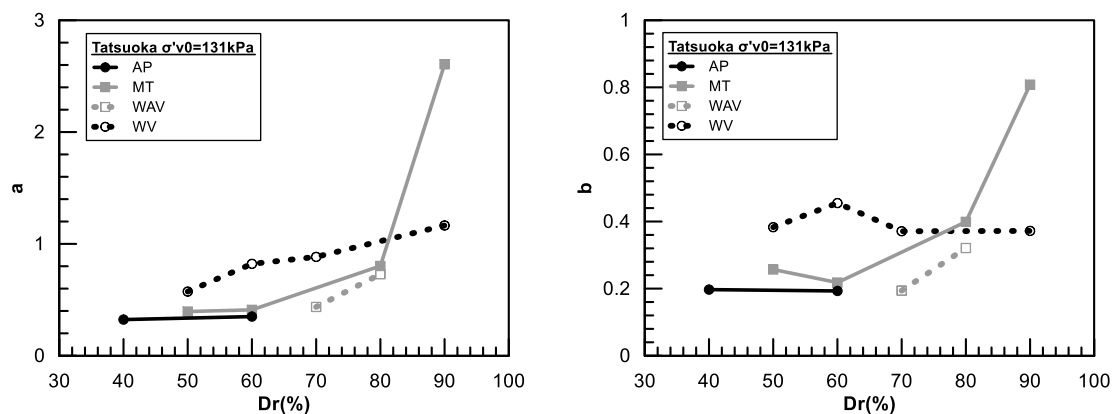 3
2
1
0
a
Tatsuoka σ'v0=131kPa
AP
MT
WAV
WV
30 40 50 60 70 80 90 100
Dr(%)
1
0.8
0.6
0.4
0.2
0
b
Tatsuoka σ'v0=131kPa
AP
MT
WAV
WV
30 40 50 60 70 80 90 100
Dr(%)